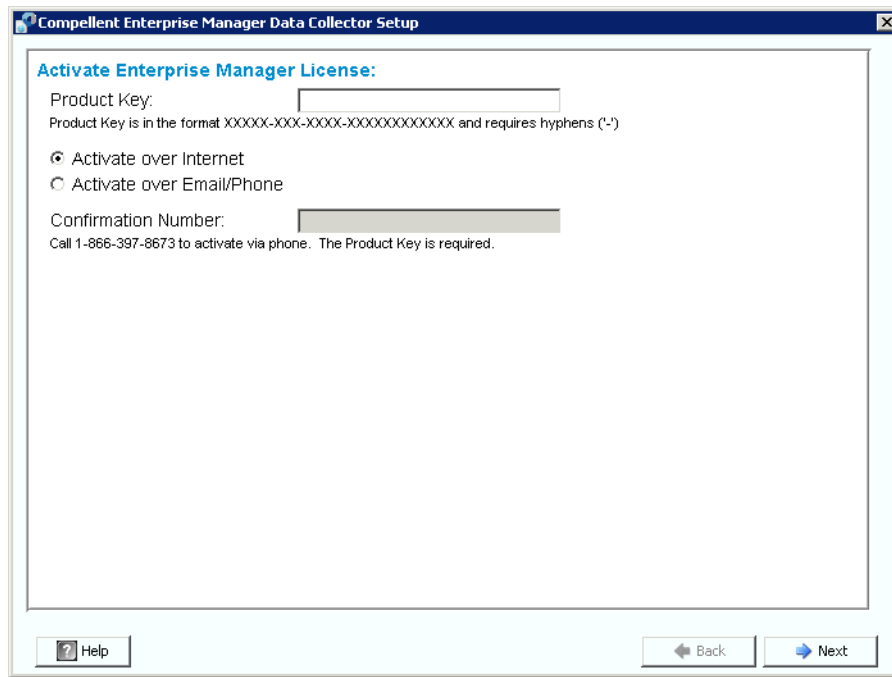 Compellent Enterprise Manager Data Collector Setup
Activate Enterprise Manager License:
Product Key:
Product Key is in the format XXXXX-XXX-XXXX-XXXXXXXXXXXX and requires hyphens ('-')
Activate over Internet
Activate over Email/Phone
Confirmation Number:
Call 1-866-397-8673 to activate via phone. The Product Key is required.
Help
Back
Next